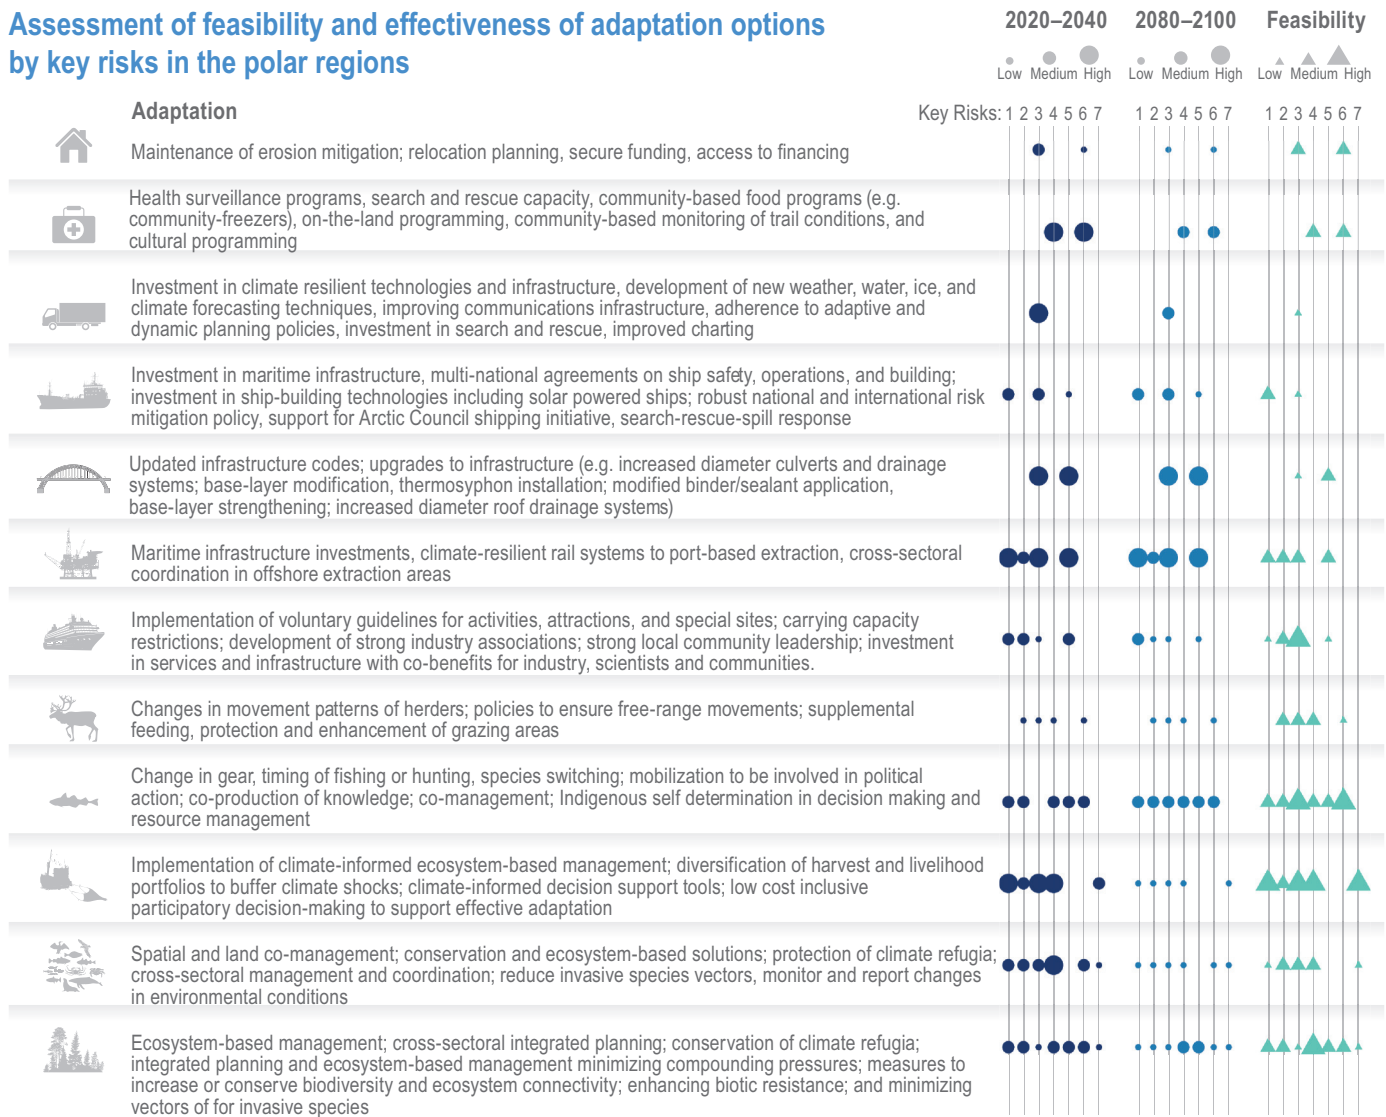 Assessment of feasibility and effectiveness of adaptation options
by key risks in the polar regions
2020–2040 2080–2100 Feasibility
Low Medium High Low Medium High Low Medium High
Adaptation
Key Risks: 1 2 3 4 5 6 7 1 2 3 4 5 6 7 1 2 3 4 5 6 7
Maintenance of erosion mitigation; relocation planning, secure funding, access to financing
Health surveillance programs, search and rescue capacity, community-based food programs (e.g.
community-freezers), on-the-land programming, community-based monitoring of trail conditions, and
cultural programming
Investment in climate resilient technologies and infrastructure, development of new weather, water, ice, and
climate forecasting techniques, improving communications infrastructure, adherence to adaptive and
dynamic planning policies, investment in search and rescue, improved charting
Investment in maritime infrastructure, multi-national agreements on ship safety, operations, and building;
investment in ship-building technologies including solar powered ships; robust national and international risk
mitigation policy, support for Arctic Council shipping initiative, search-rescue-spill response
Updated infrastructure codes; upgrades to infrastructure (e.g. increased diameter culverts and drainage
systems; base-layer modification, thermosyphon installation; modified binder/sealant application,
base-layer strengthening; increased diameter roof drainage systems)
Maritime infrastructure investments, climate-resilient rail systems to port-based extraction, cross-sectoral
coordination in offshore extraction areas
Implementation of voluntary guidelines for activities, attractions, and special sites; carrying capacity
restrictions; development of strong industry associations; strong local community leadership; investment
in services and infrastructure with co-benefits for industry, scientists and communities.
Changes in movement patterns of herders; policies to ensure free-range movements; supplemental
feeding, protection and enhancement of grazing areas
Change in gear, timing of fishing or hunting, species switching; mobilization to be involved in political
action; co-production of knowledge; co-management; Indigenous self determination in decision making and
resource management
Implementation of climate-informed ecosystem-based management; diversification of harvest and livelihood
portfolios to buffer climate shocks; climate-informed decision support tools; low cost inclusive
participatory decision-making to support effective adaptation
Spatial and land co-management; conservation and ecosystem-based solutions; protection of climate refugia;
cross-sectoral management and coordination; reduce invasive species vectors, monitor and report changes
in environmental conditions
Ecosystem-based management; cross-sectoral integrated planning; conservation of climate refugia;
integrated planning and ecosystem-based management minimizing compounding pressures; measures to
increase or conserve biodiversity and ecosystem connectivity; enhancing biotic resistance; and minimizing
vectors of for invasive species